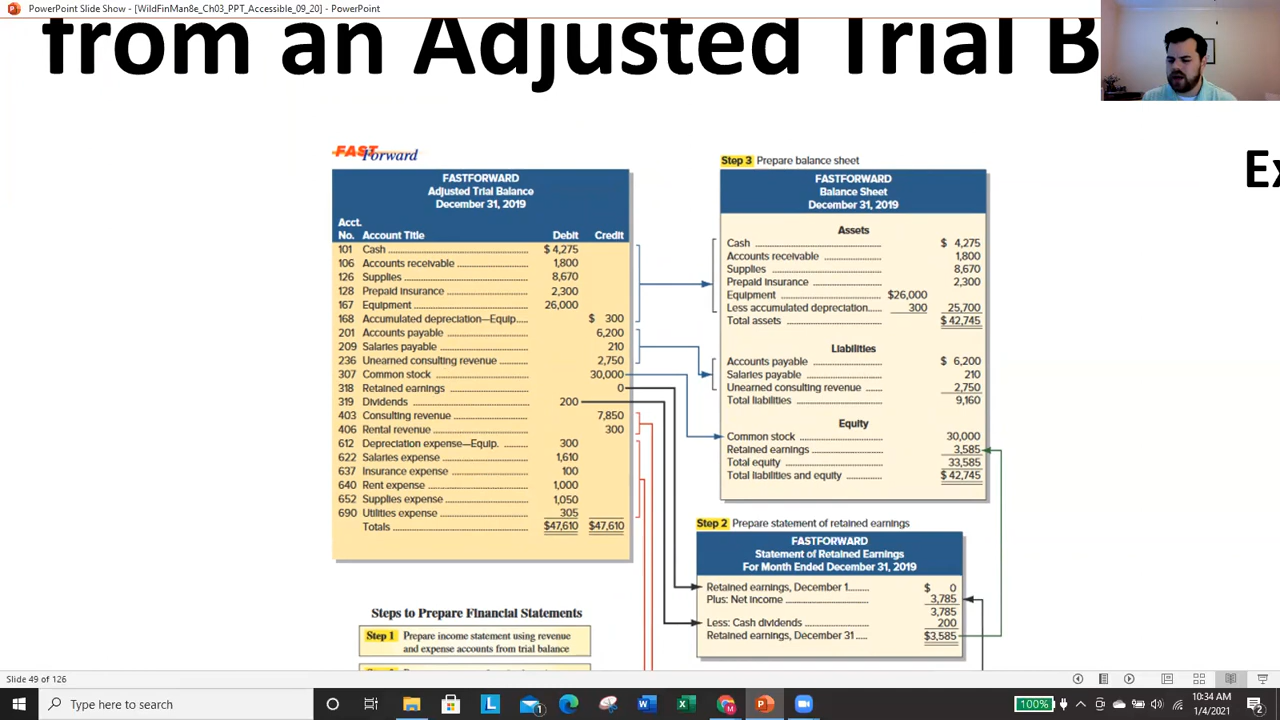 PowerPoint Slide Show - [WildFinMan8e_Ch03_PPT_Accessible_09_20] - PowerPoint
from an Adjusted Trial B
Ex
FAST Forward
FASTFORWARD
Adjusted Trial Balance
December 31, 2019
Acct.
No. Account Title Debit Credit
101 Cash $ 4,275
106 Accounts receivable 1,800
126 Supplies 8,670
128 Prepaid insurance 2,300
167 Equipment 26,000
168 Accumulated depreciation—Equip. $ 300
201 Accounts payable 6,200
209 Salaries payable 210
236 Unearned consulting revenue 2,750
307 Common stock 30,000
318 Retained earnings 0
319 Dividends 200
403 Consulting revenue 7,850
406 Rental revenue 300
612 Depreciation expense—Equip. 300
622 Salaries expense 1,610
637 Insurance expense 100
640 Rent expense 1,000
652 Supplies expense 1,050
690 Utilities expense 305
Totals $47,610 $47,610
Steps to Prepare Financial Statements
Step 1 Prepare income statement using revenue
and expense accounts from trial balance
Step 3 Prepare balance sheet
FASTFORWARD
Balance Sheet
December 31, 2019
Assets
Cash $ 4,275
Accounts receivable 1,800
Supplies 8,670
Prepaid insurance 2,300
Equipment $26,000
Less accumulated depreciation 300 25,700
Total assets $42,745
Liabilities
Accounts payable $ 6,200
Salaries payable 210
Unearned consulting revenue 2,750
Total liabilities 9,160
Equity
Common stock 30,000
Retained earnings 3,585
Total equity 33,585
Total liabilities and equity $42,745
Step 2 Prepare statement of retained earnings
FASTFORWARD
Statement of Retained Earnings
For Month Ended December 31, 2019
Retained earnings, December 1 $ 0
Plus: Net income 3,785
3,785
Less: Cash dividends 200
Retained earnings, December 31 $3,585
Slide 49 of 126
Type here to search
100%
10:34 AM
1/4/2021